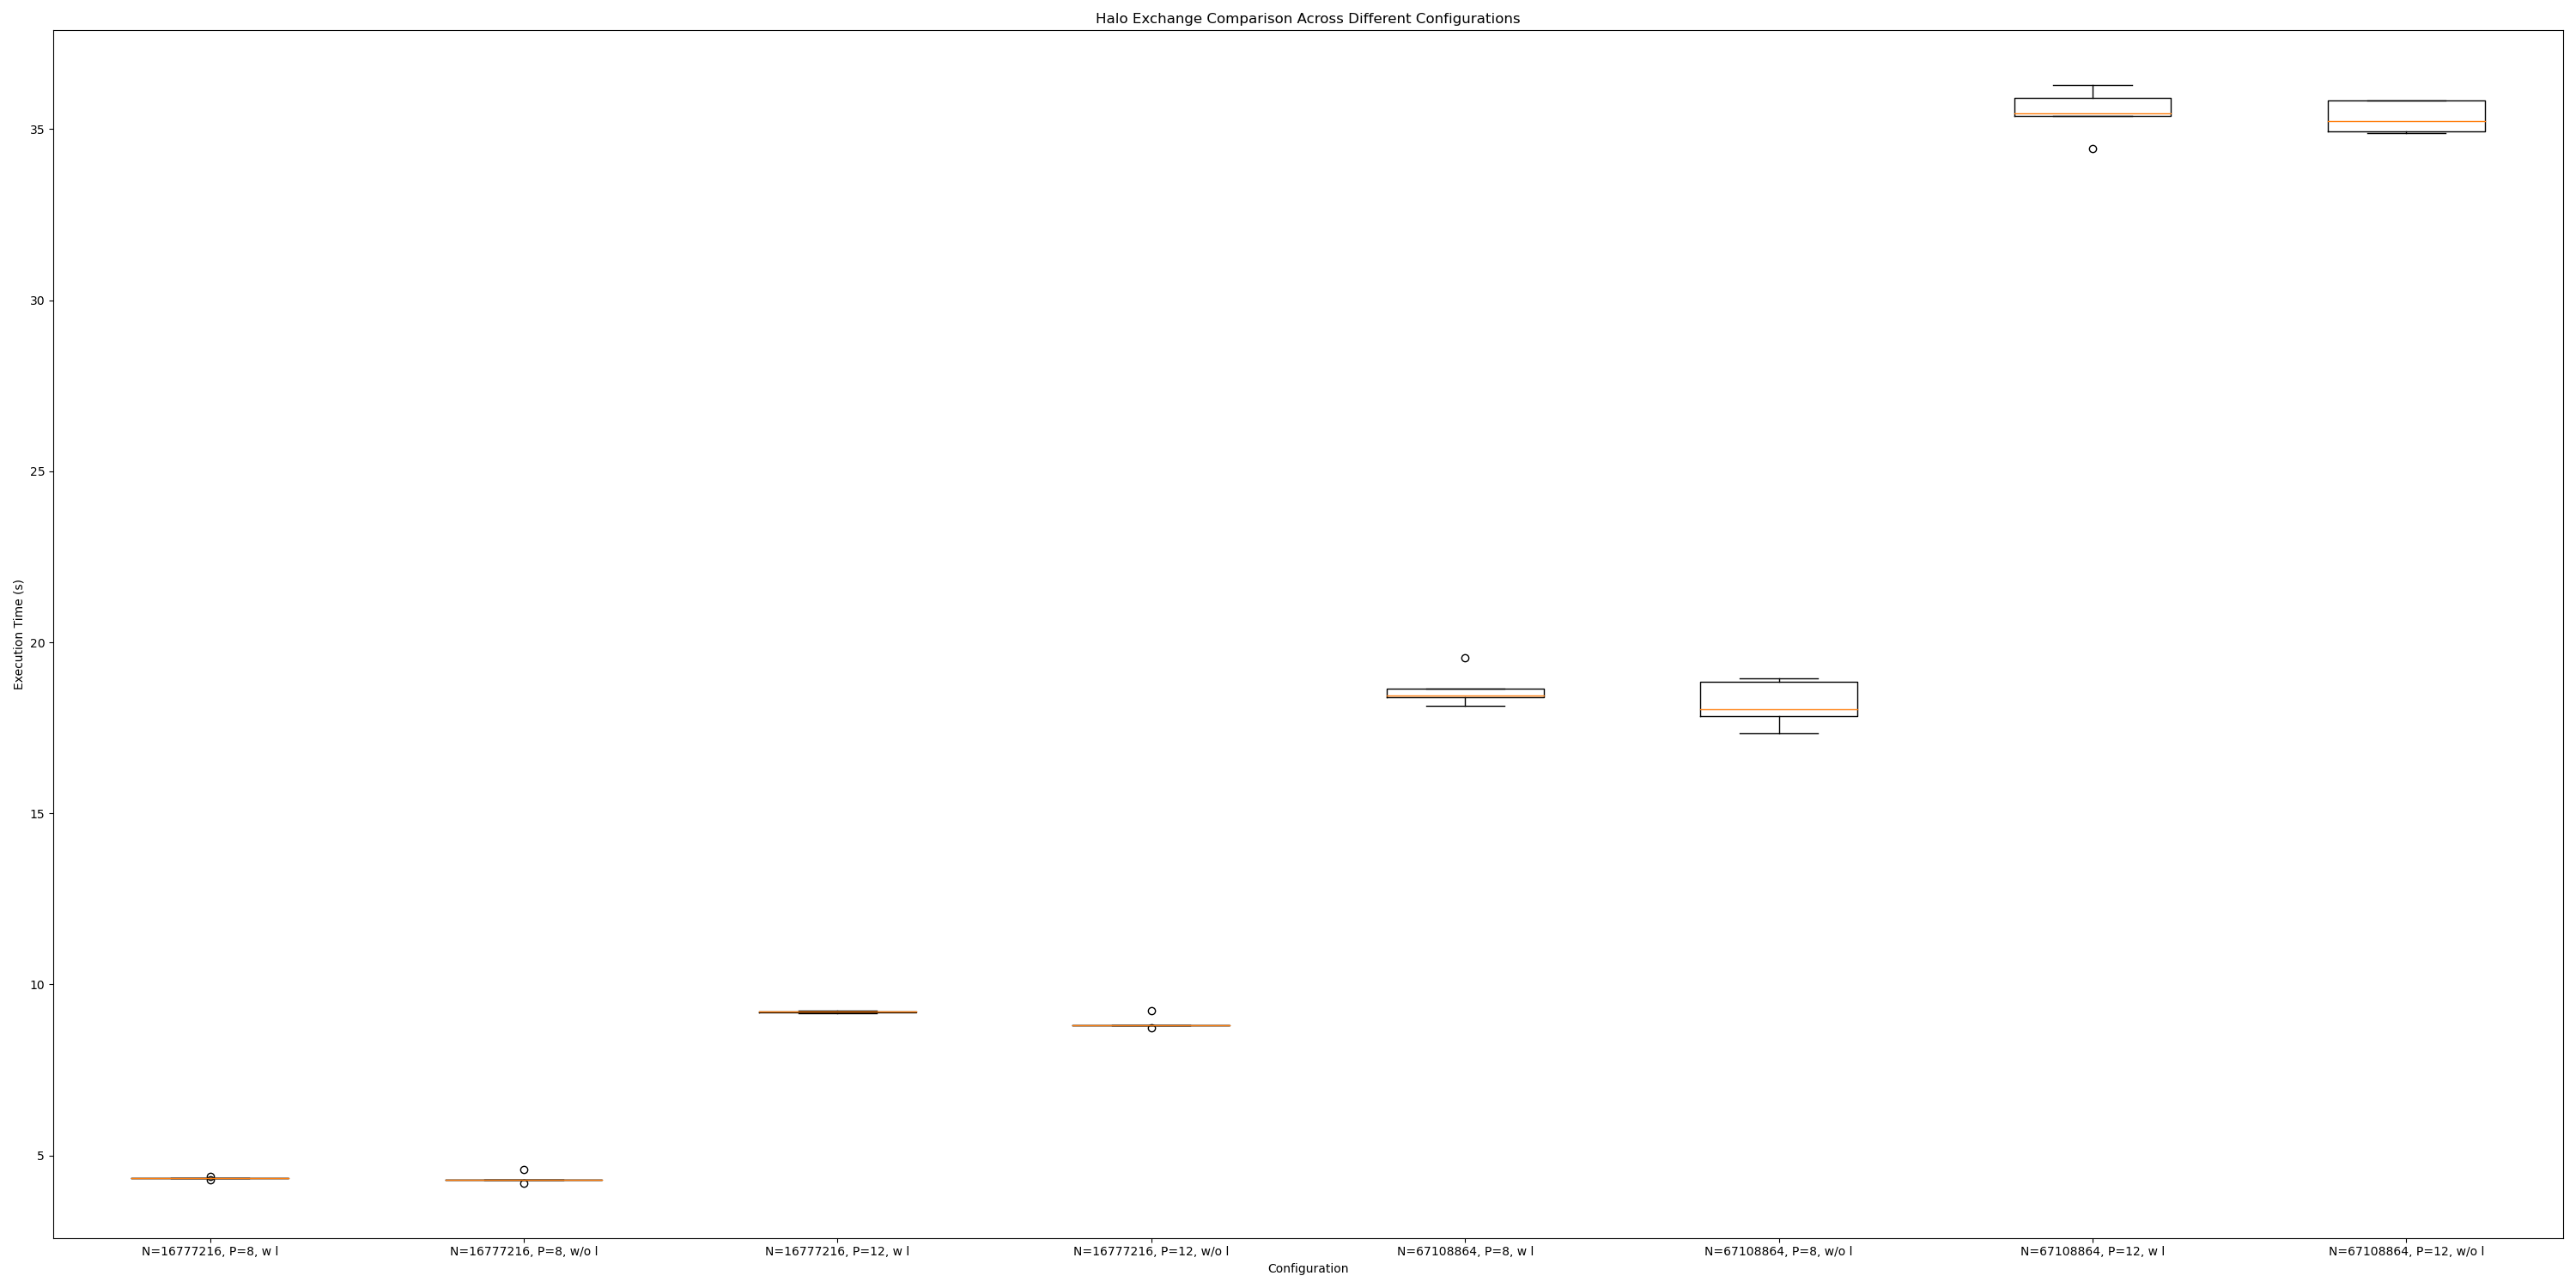 Halo Exchange Comparison Across Different Configurations
Execution Time (s)
35
30
25
20
15
10
5
N=16777216, P=8, w l
N=16777216, P=8, w/o l
N=16777216, P=12, w l
N=16777216, P=12, w/o l
N=67108864, P=8, w l
N=67108864, P=8, w/o l
N=67108864, P=12, w l
N=67108864, P=12, w/o l
Configuration